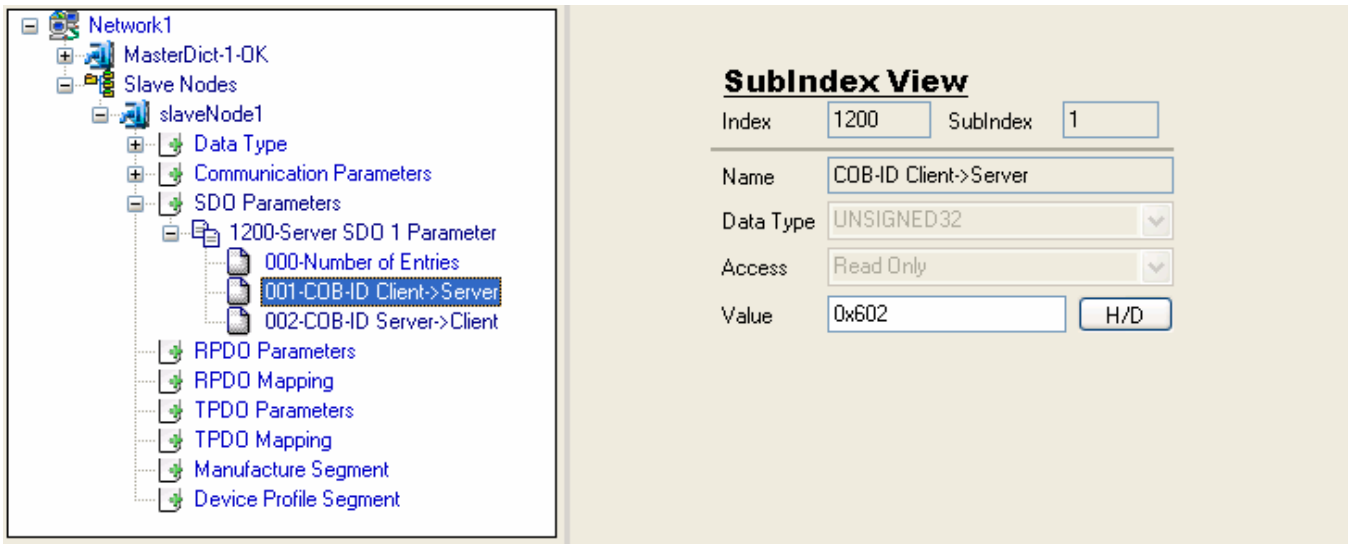 Network1
MasterDict-1-OK
Slave Nodes
slaveNode1
Data Type
Communication Parameters
SDO Parameters
1200-Server SDO 1 Parameter
000-Number of Entries
001-COB-ID Client->Server
002-COB-ID Server->Client
RPDO Parameters
RPDO Mapping
TPDO Parameters
TPDO Mapping
Manufacture Segment
Device Profile Segment
SubIndex View
Index 1200 SubIndex 1
Name COB-ID Client->Server
Data Type UNSIGNED32
Access Read Only
Value 0x602 H/D